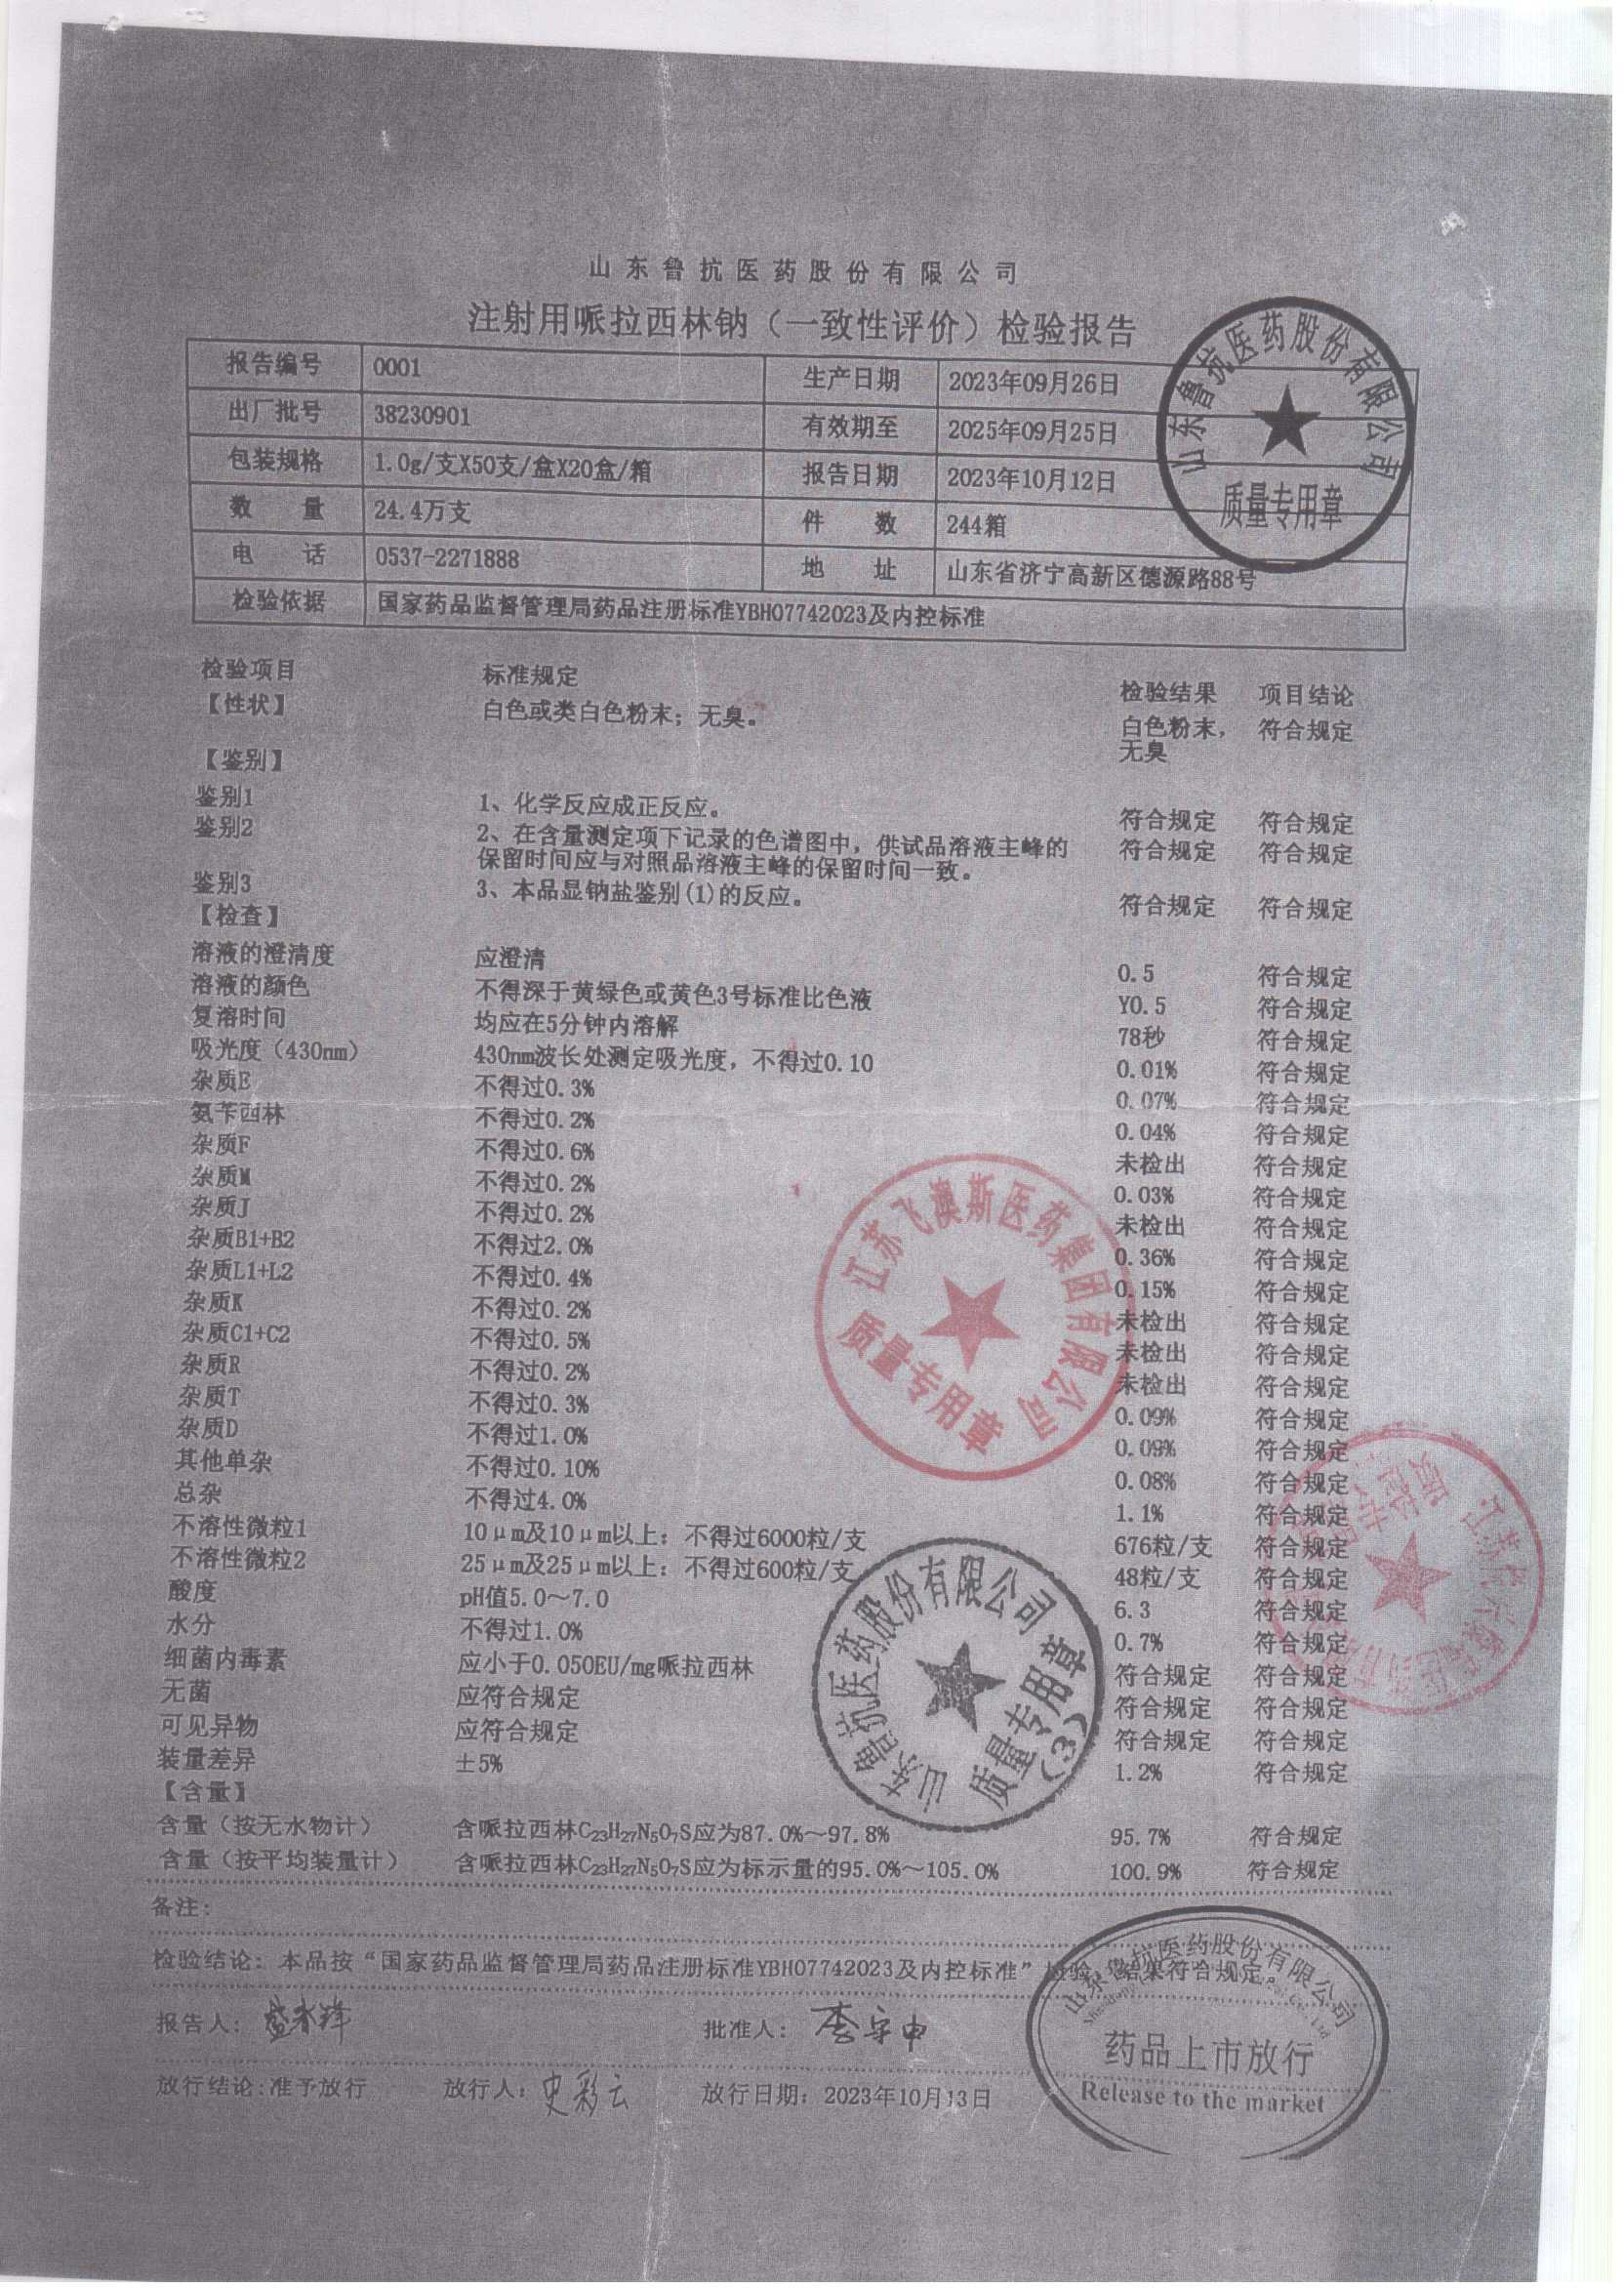 山东鲁抗医药股份有限公司
注射用哌拉西林钠（一致性评价）检验报告
报告编号 0001 生产日期 2023年09月26日
出厂批号 38230901 有效期至 2025年09月25日
包装规格 1.0g/支X50支/盒X20盒/箱 报告日期 2023年10月12日
数 量 24.4万支 件 数 244箱
电 话 0537-2271888 地 址 山东省济宁高新区德源路88号
检验依据 国家药品监督管理局药品注册标准YBH07742023及内控标准
山东鲁抗医药股份有限公司
质量专用章
检验项目 标准规定 检验结果 项目结论
【性状】 白色或类白色粉末；无臭。 白色粉末， 符合规定
无臭
【鉴别】
鉴别1 1、化学反应成正反应。 符合规定 符合规定
鉴别2 2、在含量测定项下记录的色谱图中，供试品溶液主峰的 符合规定 符合规定
保留时间应与对照品溶液主峰的保留时间一致。
鉴别3 3、本品显钠盐鉴别(1)的反应。 符合规定 符合规定
【检查】
溶液的澄清度 应澄清 0.5 符合规定
溶液的颜色 不得深于黄绿色或黄色3号标准比色液 Y0.5 符合规定
复溶时间 均应在5分钟内溶解 78秒 符合规定
吸光度（430nm） 430nm波长处测定吸光度，不得过0.10 0.01% 符合规定
杂质E 不得过0.3% 0.07% 符合规定
氨苄西林 不得过0.2% 0.04% 符合规定
杂质F 不得过0.6% 未检出 符合规定
杂质M 不得过0.2% 0.03% 符合规定
杂质J 不得过0.2% 未检出 符合规定
杂质B1+B2 不得过2.0% 0.36% 符合规定
杂质L1+L2 不得过0.4% 0.15% 符合规定
杂质K 不得过0.2% 未检出 符合规定
杂质C1+C2 不得过0.5% 未检出 符合规定
杂质R 不得过0.2% 未检出 符合规定
杂质T 不得过0.3% 0.09% 符合规定
杂质D 不得过1.0% 0.09% 符合规定
其他单杂 不得过0.10% 0.08% 符合规定
总杂 不得过4.0% 1.1% 符合规定
不溶性微粒1 10μm及10μm以上：不得过6000粒/支 676粒/支 符合规定
不溶性微粒2 25μm及25μm以上：不得过600粒/支 48粒/支 符合规定
酸度 pH值5.0～7.0 6.3 符合规定
水分 不得过1.0% 0.7% 符合规定
细菌内毒素 应小于0.050EU/mg哌拉西林 符合规定 符合规定
无菌 应符合规定 符合规定 符合规定
可见异物 应符合规定 符合规定 符合规定
装量差异 ±5% 1.2% 符合规定
【含量】
含量（按无水物计） 含哌拉西林C₂₃H₂₇N₅O₇S应为87.0%～97.8% 95.7% 符合规定
含量（按平均装量计） 含哌拉西林C₂₃H₂₇N₅O₇S应为标示量的95.0%～105.0% 100.9% 符合规定
江苏飞澳斯医药集团有限公司
质量专用章
山东鲁抗医药股份有限公司
质量专用章
(3)
备注：
检验结论：本品按“国家药品监督管理局药品注册标准YBH07742023及内控标准”检验，结果符合规定。
报告人： 批准人：李守申
放行结论：准予放行 放行人：史彩云 放行日期：2023年10月13日
山东鲁抗医药股份有限公司
药品上市放行
Release to the market